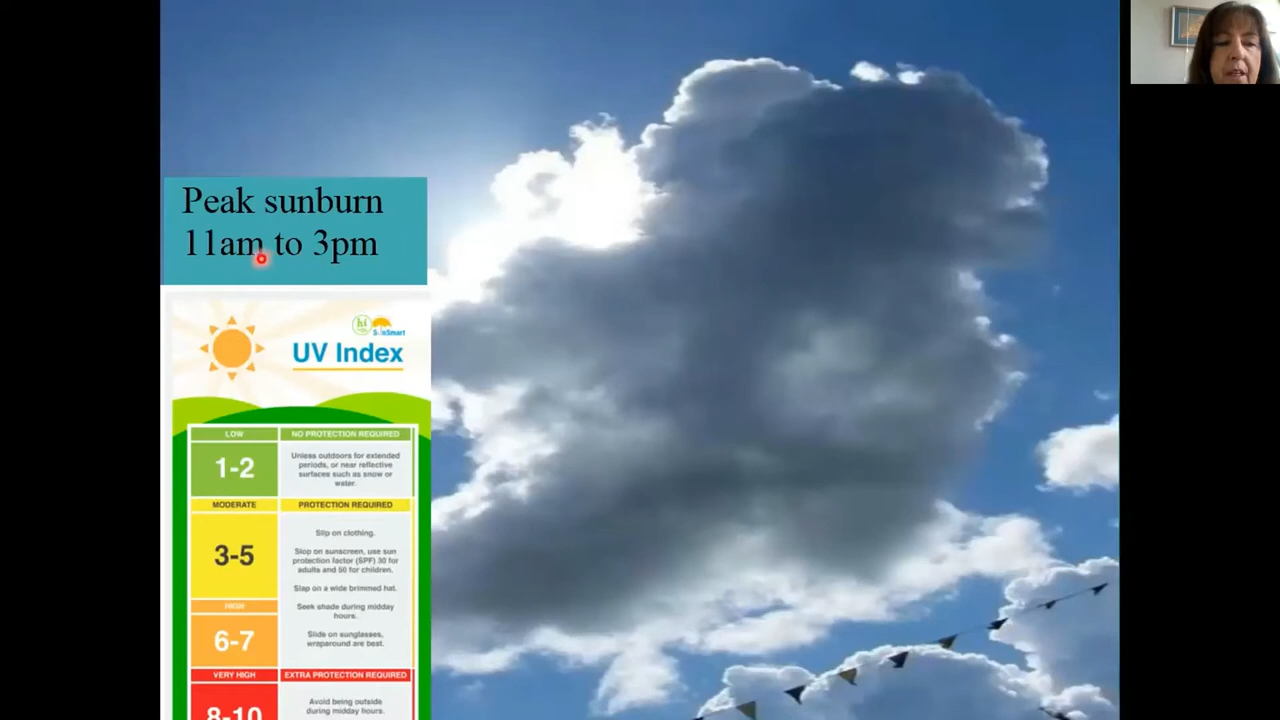 Peak sunburn
11am to 3pm
hi
SunSmart
UV Index
LOW
NO PROTECTION REQUIRED
1-2
Unless outdoors for extended
periods, or near reflective
surfaces such as snow or
water.
MODERATE
PROTECTION REQUIRED
3-5
Slip on clothing.
Slop on sunscreen, use sun
protection factor (SPF) 30 for
adults and 50 for children.
Slap on a wide brimmed hat.
HIGH
Seek shade during midday
hours.
6-7
Slide on sunglasses,
wraparound are best.
VERY HIGH
EXTRA PROTECTION REQUIRED
8-10
Avoid being outside
during midday hours.